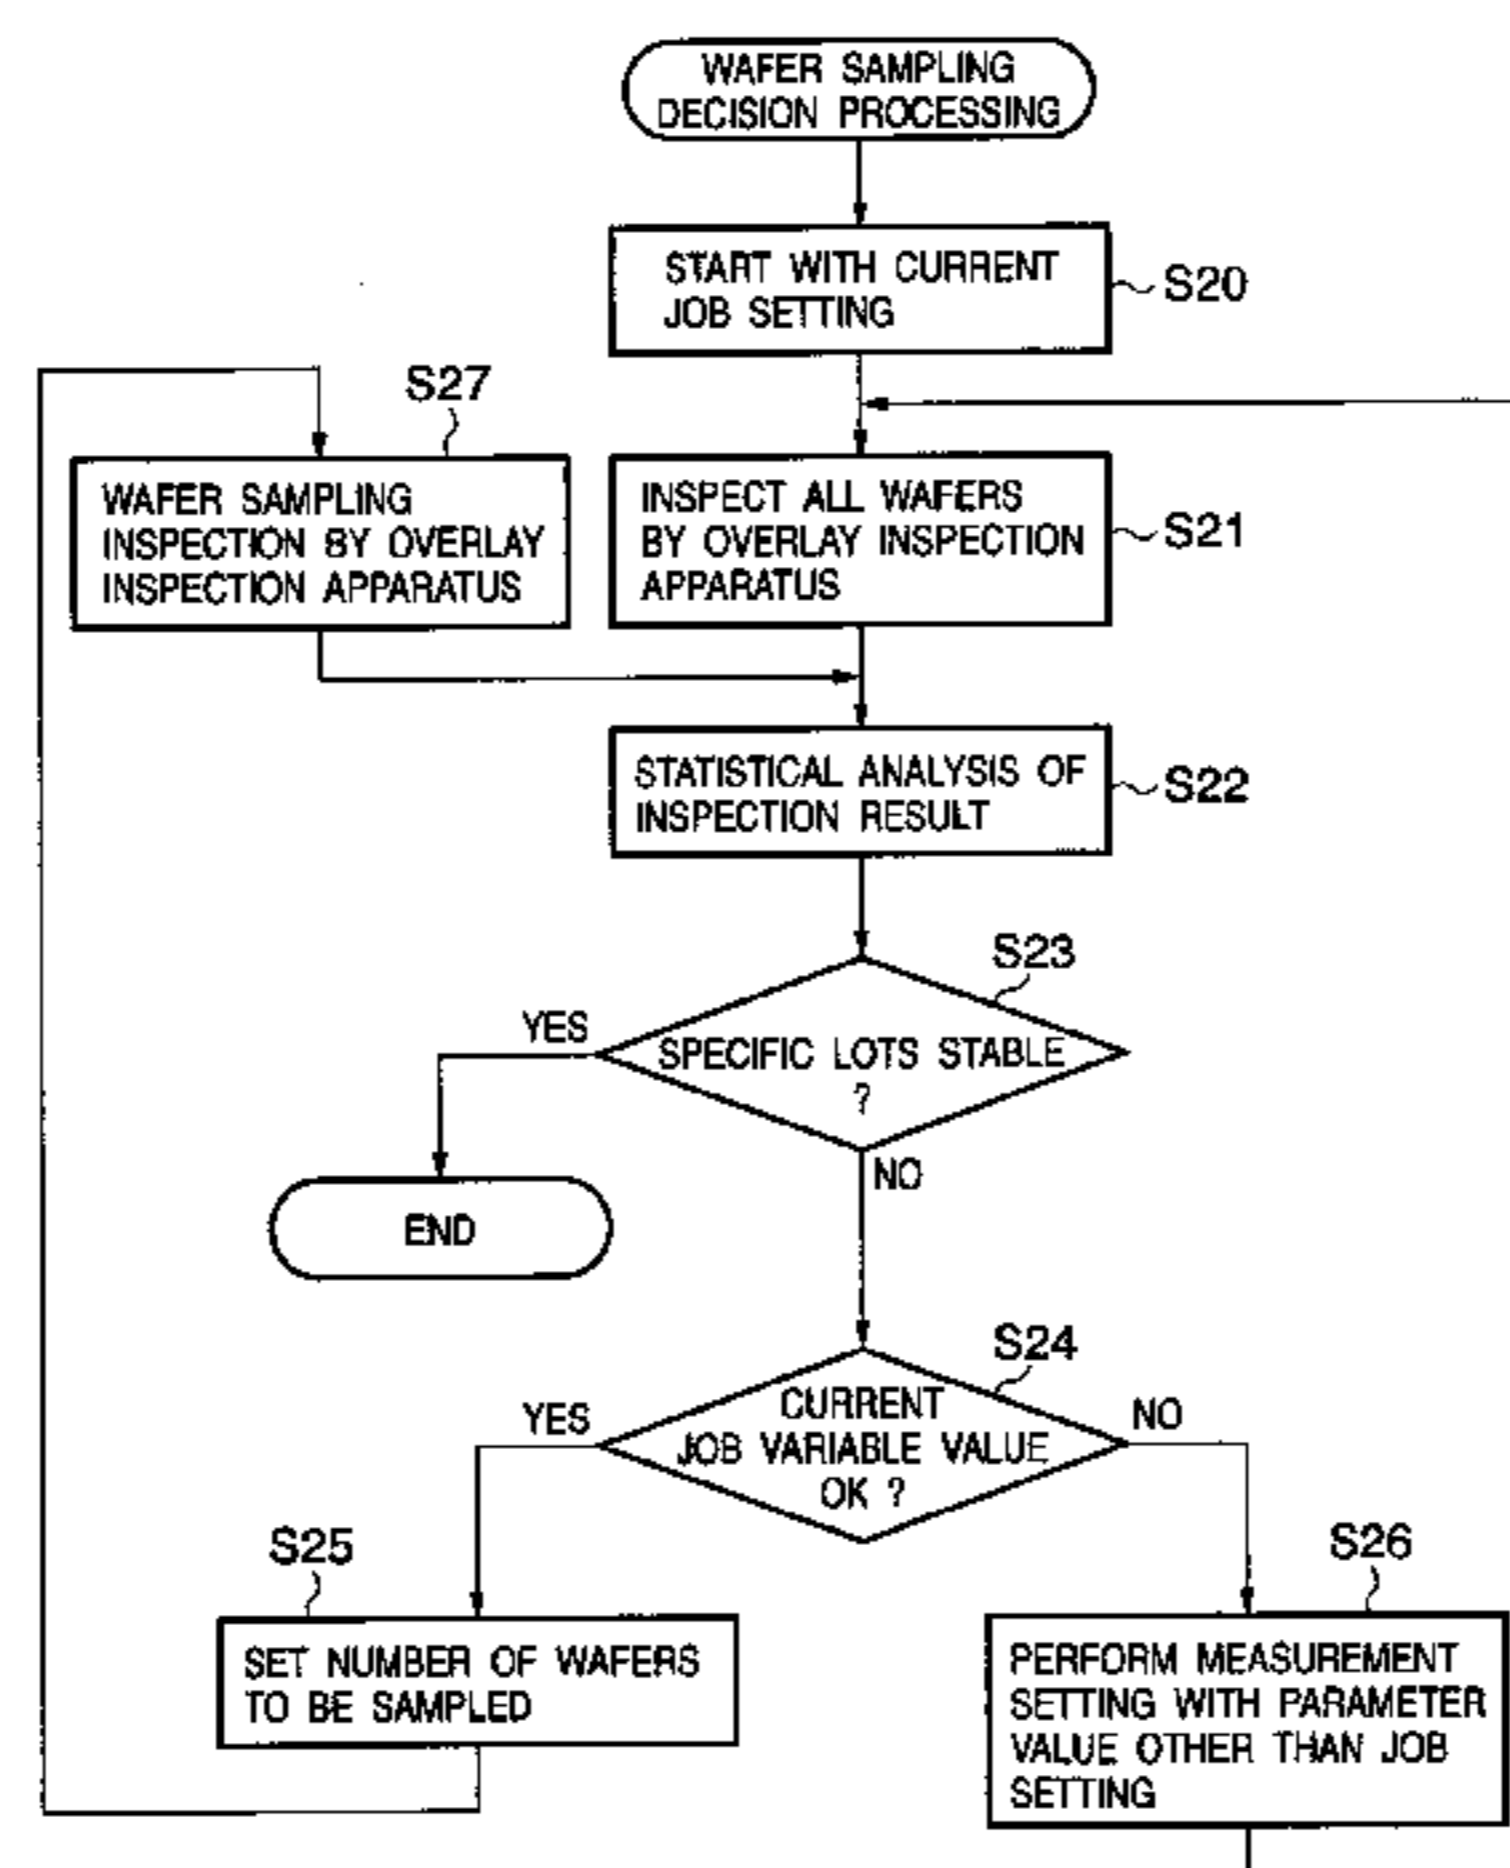 WAFER SAMPLING
DECISION PROCESSING
START WITH CURRENT
JOB SETTING
S20
S27
WAFER SAMPLING
INSPECTION BY OVERLAY
INSPECTION APPARATUS
INSPECT ALL WAFERS
BY OVERLAY INSPECTION
APPARATUS
S21
STATISTICAL ANALYSIS OF
INSPECTION RESULT
S22
S23
YES
SPECIFIC LOTS STABLE
?
NO
END
S24
YES
CURRENT
JOB VARIABLE VALUE
OK ?
NO
S25
SET NUMBER OF WAFERS
TO BE SAMPLED
S26
PERFORM MEASUREMENT
SETTING WITH PARAMETER
VALUE OTHER THAN JOB
SETTING